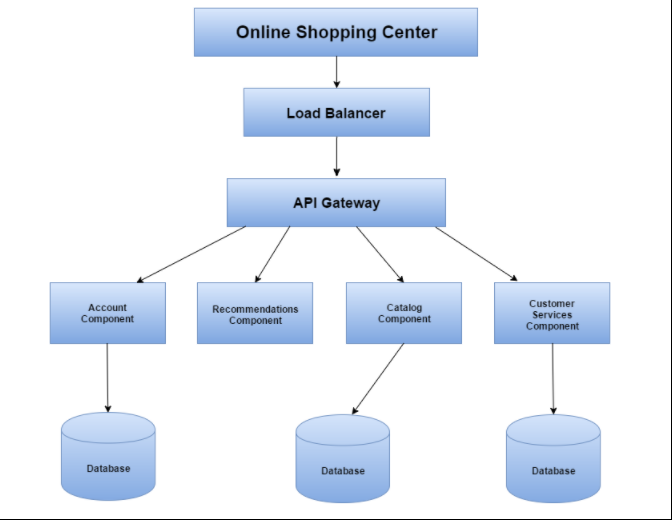 Online Shopping Center
Load Balancer
API Gateway
Account
Component
Recommendations
Component
Catalog
Component
Customer
Services
Component
Database
Database
Database